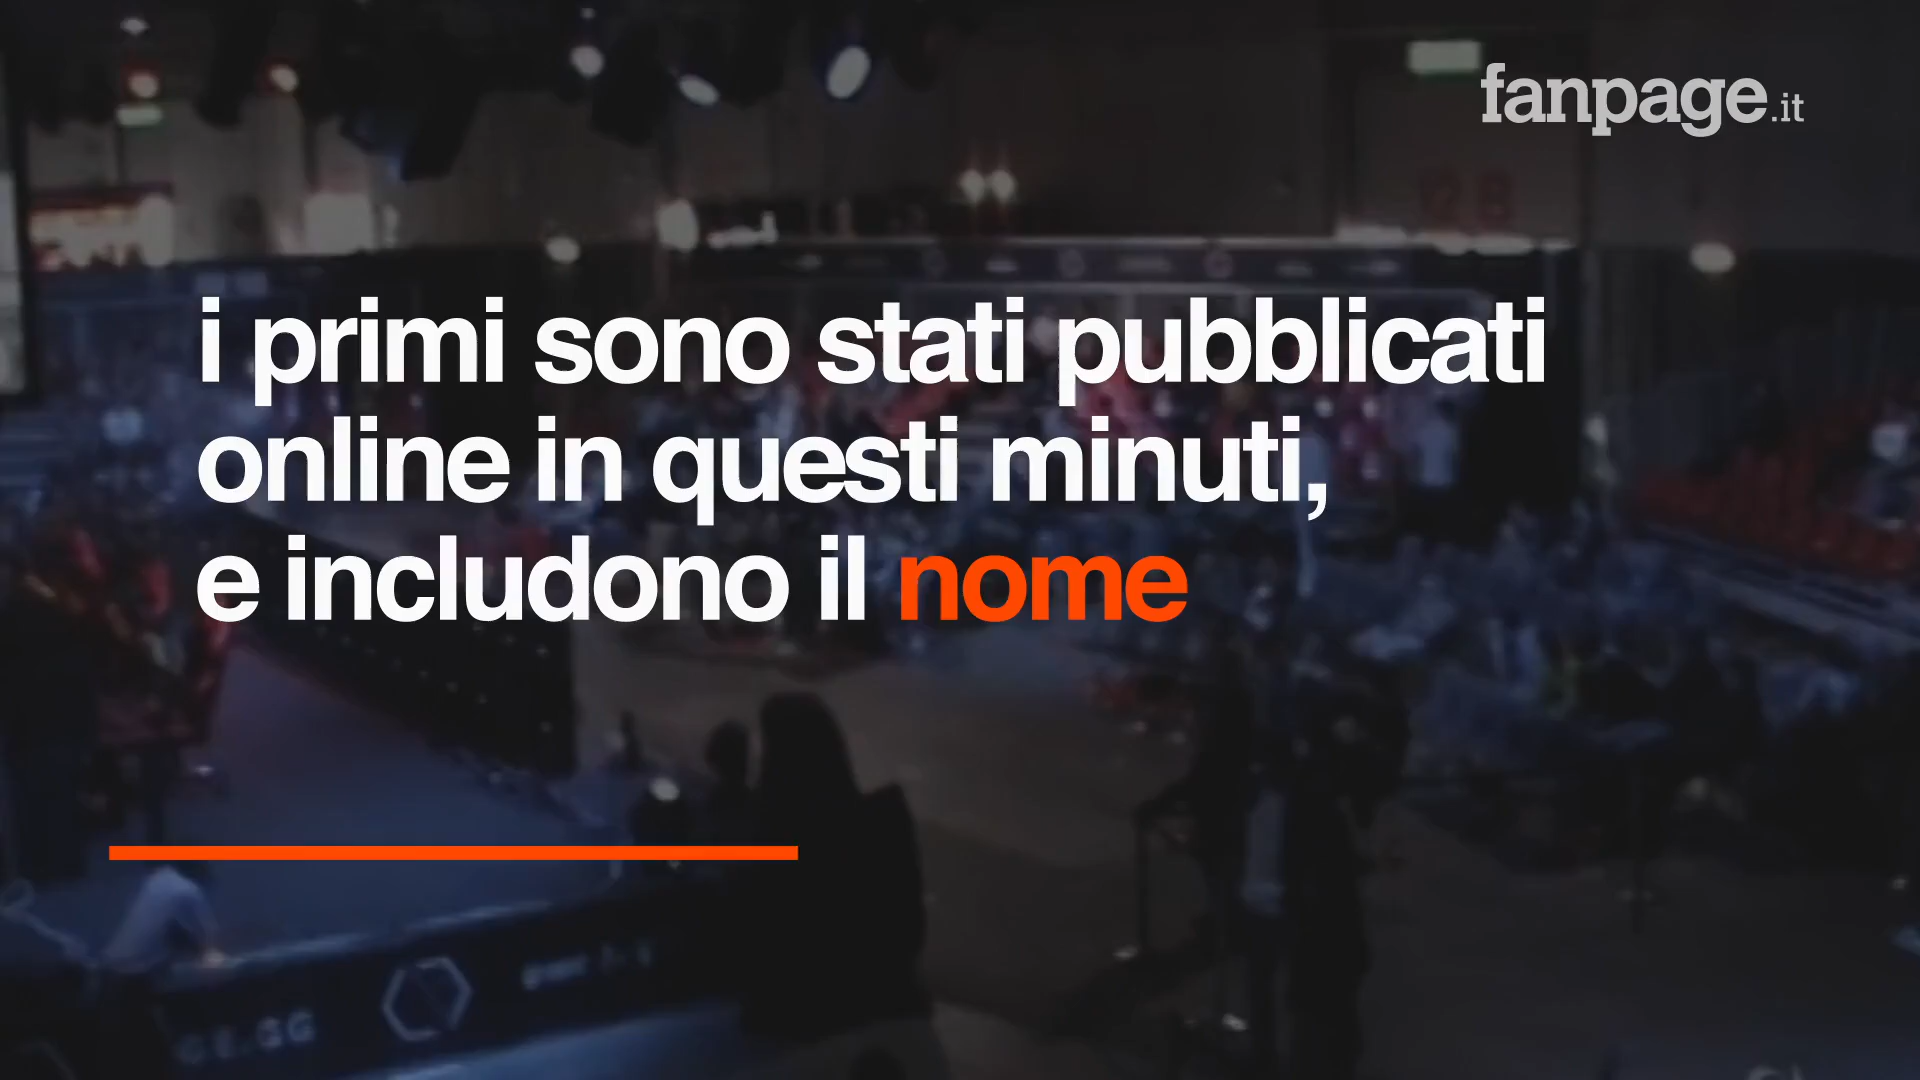 fanpage.it
i primi sono stati pubblicati
online in questi minuti,
e includono il nome